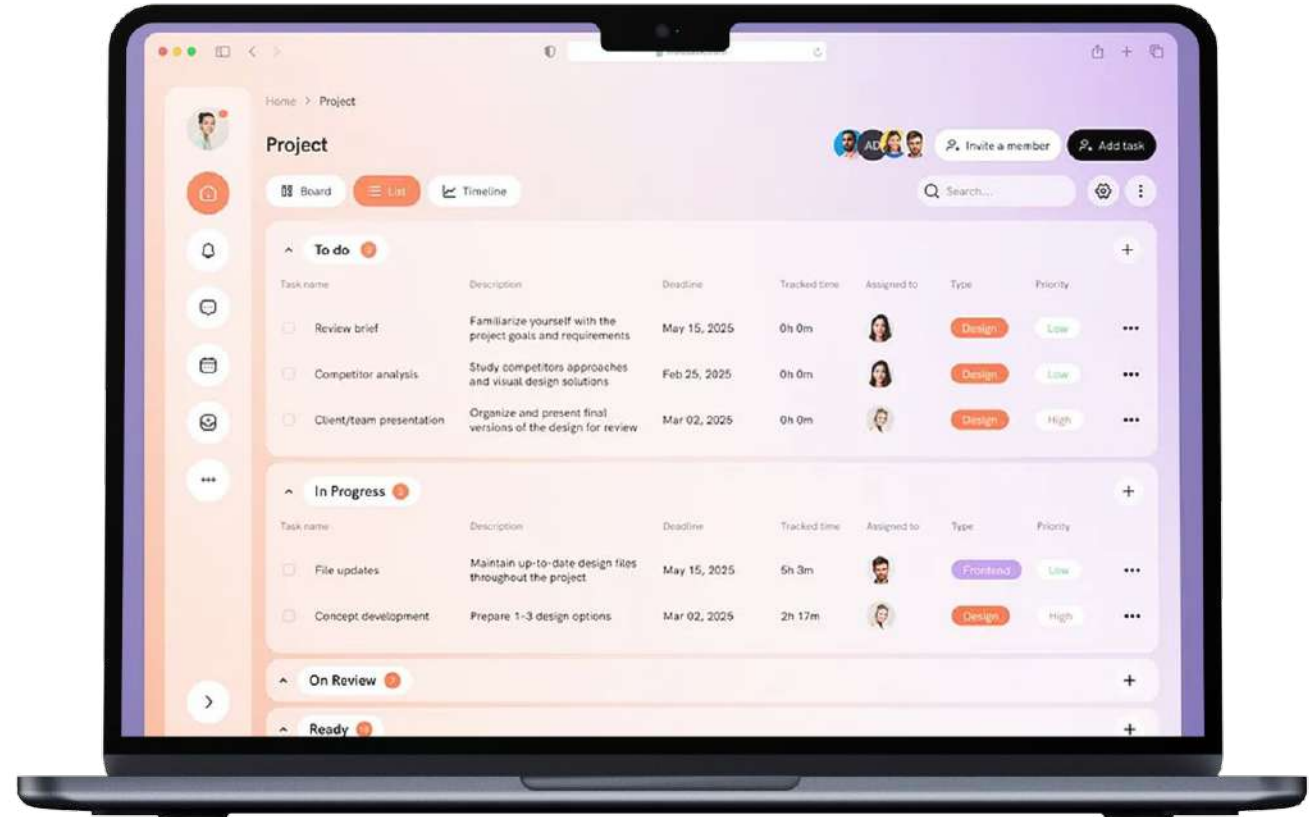 Home > Project
Project
AD
Invite a member
Add task
Board
List
Timeline
Search...
To do
Task name Description Deadline Tracked time Assigned to Type Priority
Review brief
Familiarize yourself with the
project goals and requirements
May 15, 2025 0h 0m Design Low
Competitor analysis
Study competitors approaches
and visual design solutions
Feb 25, 2025 0h 0m Design Low
Client/team presentation
Organize and present final
versions of the design for review
Mar 02, 2025 0h 0m Design High
In Progress
Task name Description Deadline Tracked time Assigned to Type Priority
File updates
Maintain up-to-date design files
throughout the project
May 15, 2025 5h 3m Frontend Low
Concept development Prepare 1-3 design options Mar 02, 2025 2h 17m Design High
On Review
Ready